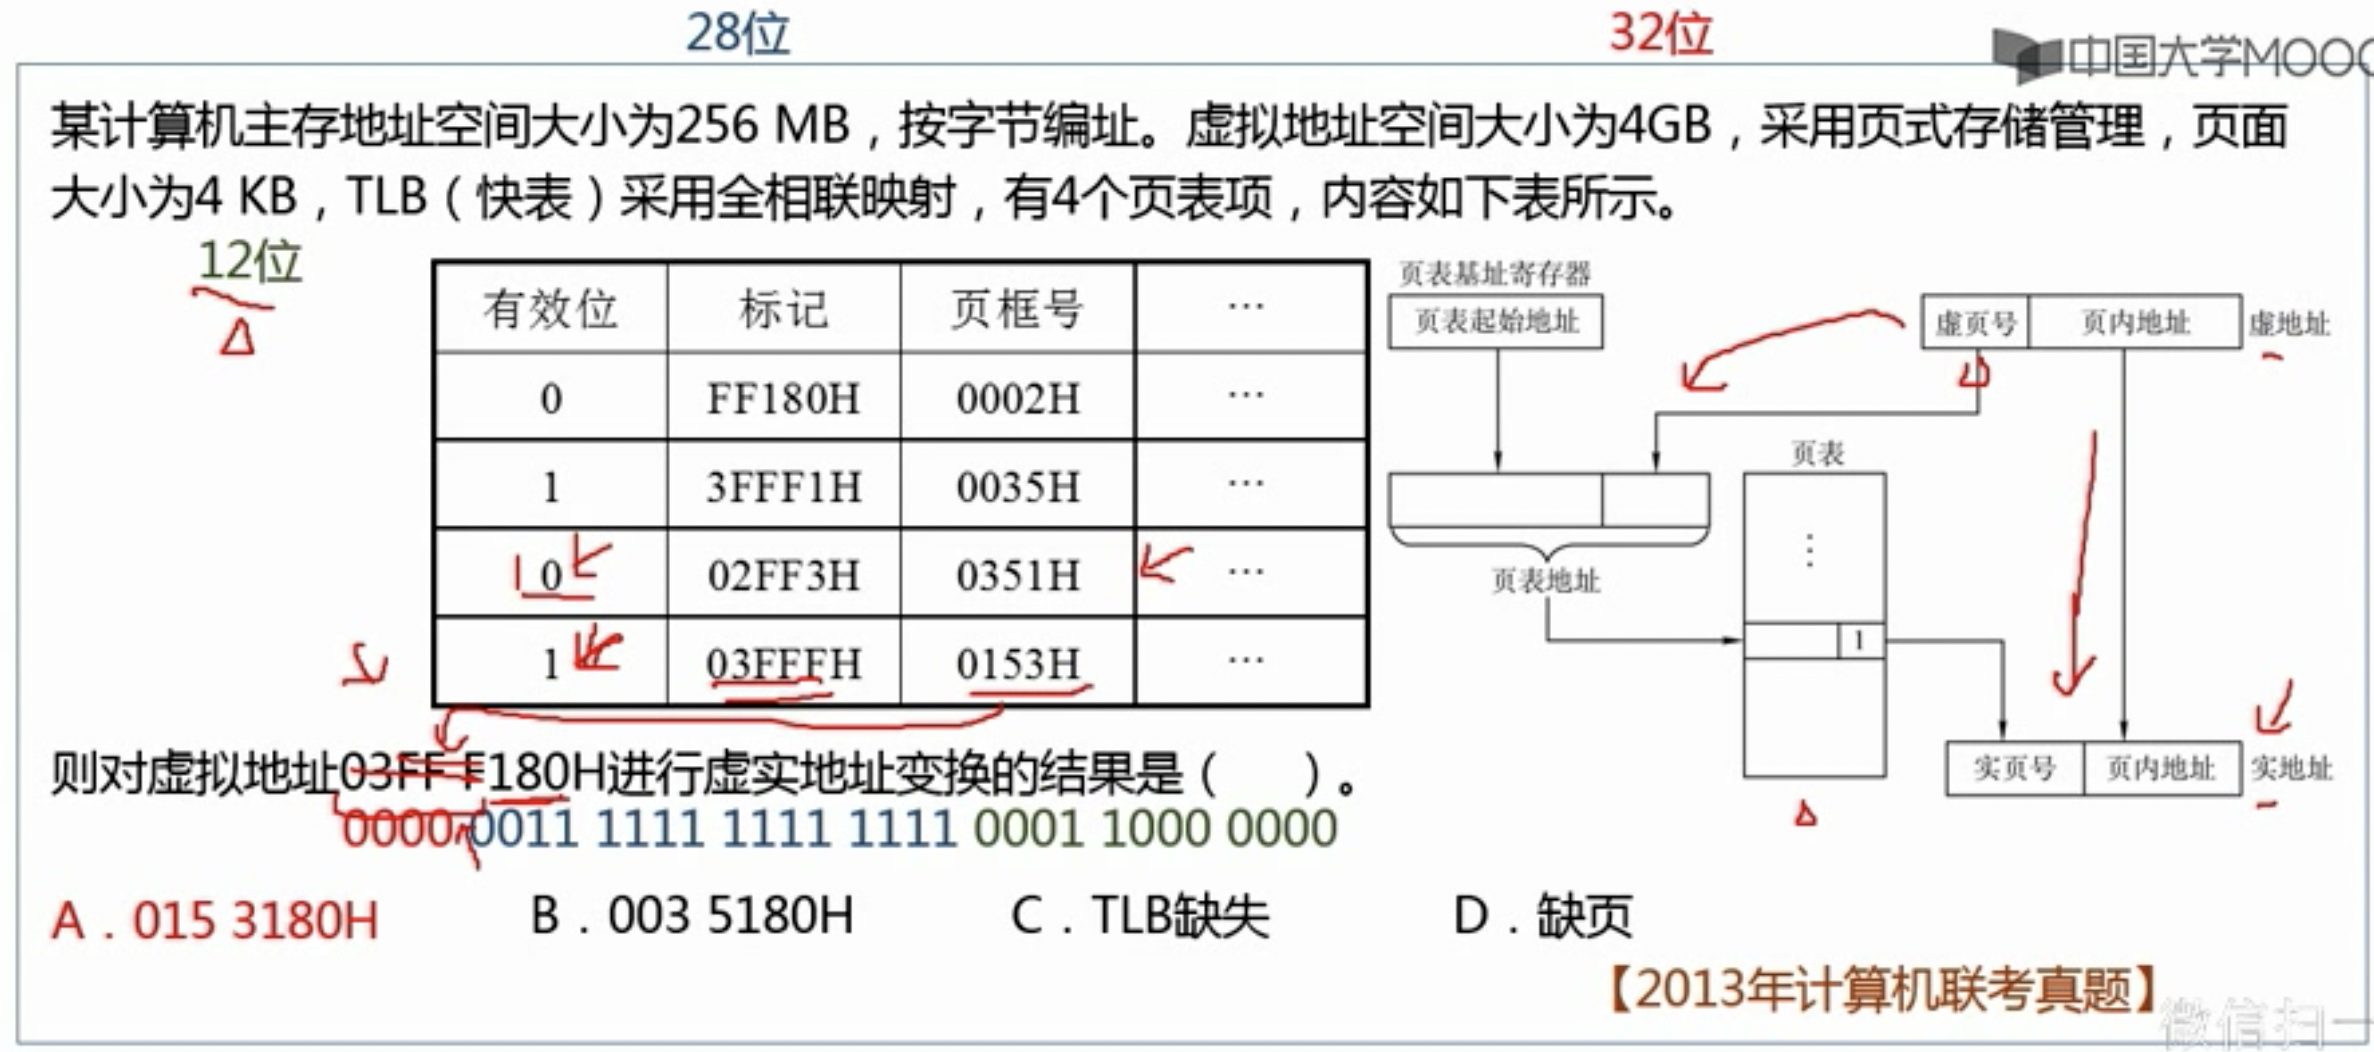 28位 32位
中国大学MOOC
某计算机主存地址空间大小为256 MB，按字节编址。虚拟地址空间大小为4GB，采用页式存储管理，页面
大小为4 KB，TLB（快表）采用全相联映射，有4个页表项，内容如下表所示。
12位
有效位 标记 页框号 …
0 FF180H 0002H …
1 3FFF1H 0035H …
0 02FF3H 0351H …
1 03FFFH 0153H …
页表基址寄存器
页表起始地址
虚页号 页内地址 虚地址
页表
⋮
页表地址
1
实页号 页内地址 实地址
则对虚拟地址03FF F180H进行虚实地址变换的结果是（ ）。
0000 0011 1111 1111 1111 0001 1000 0000
A．015 3180H B．003 5180H C．TLB缺失 D．缺页
【2013年计算机联考真题】
微信扫一